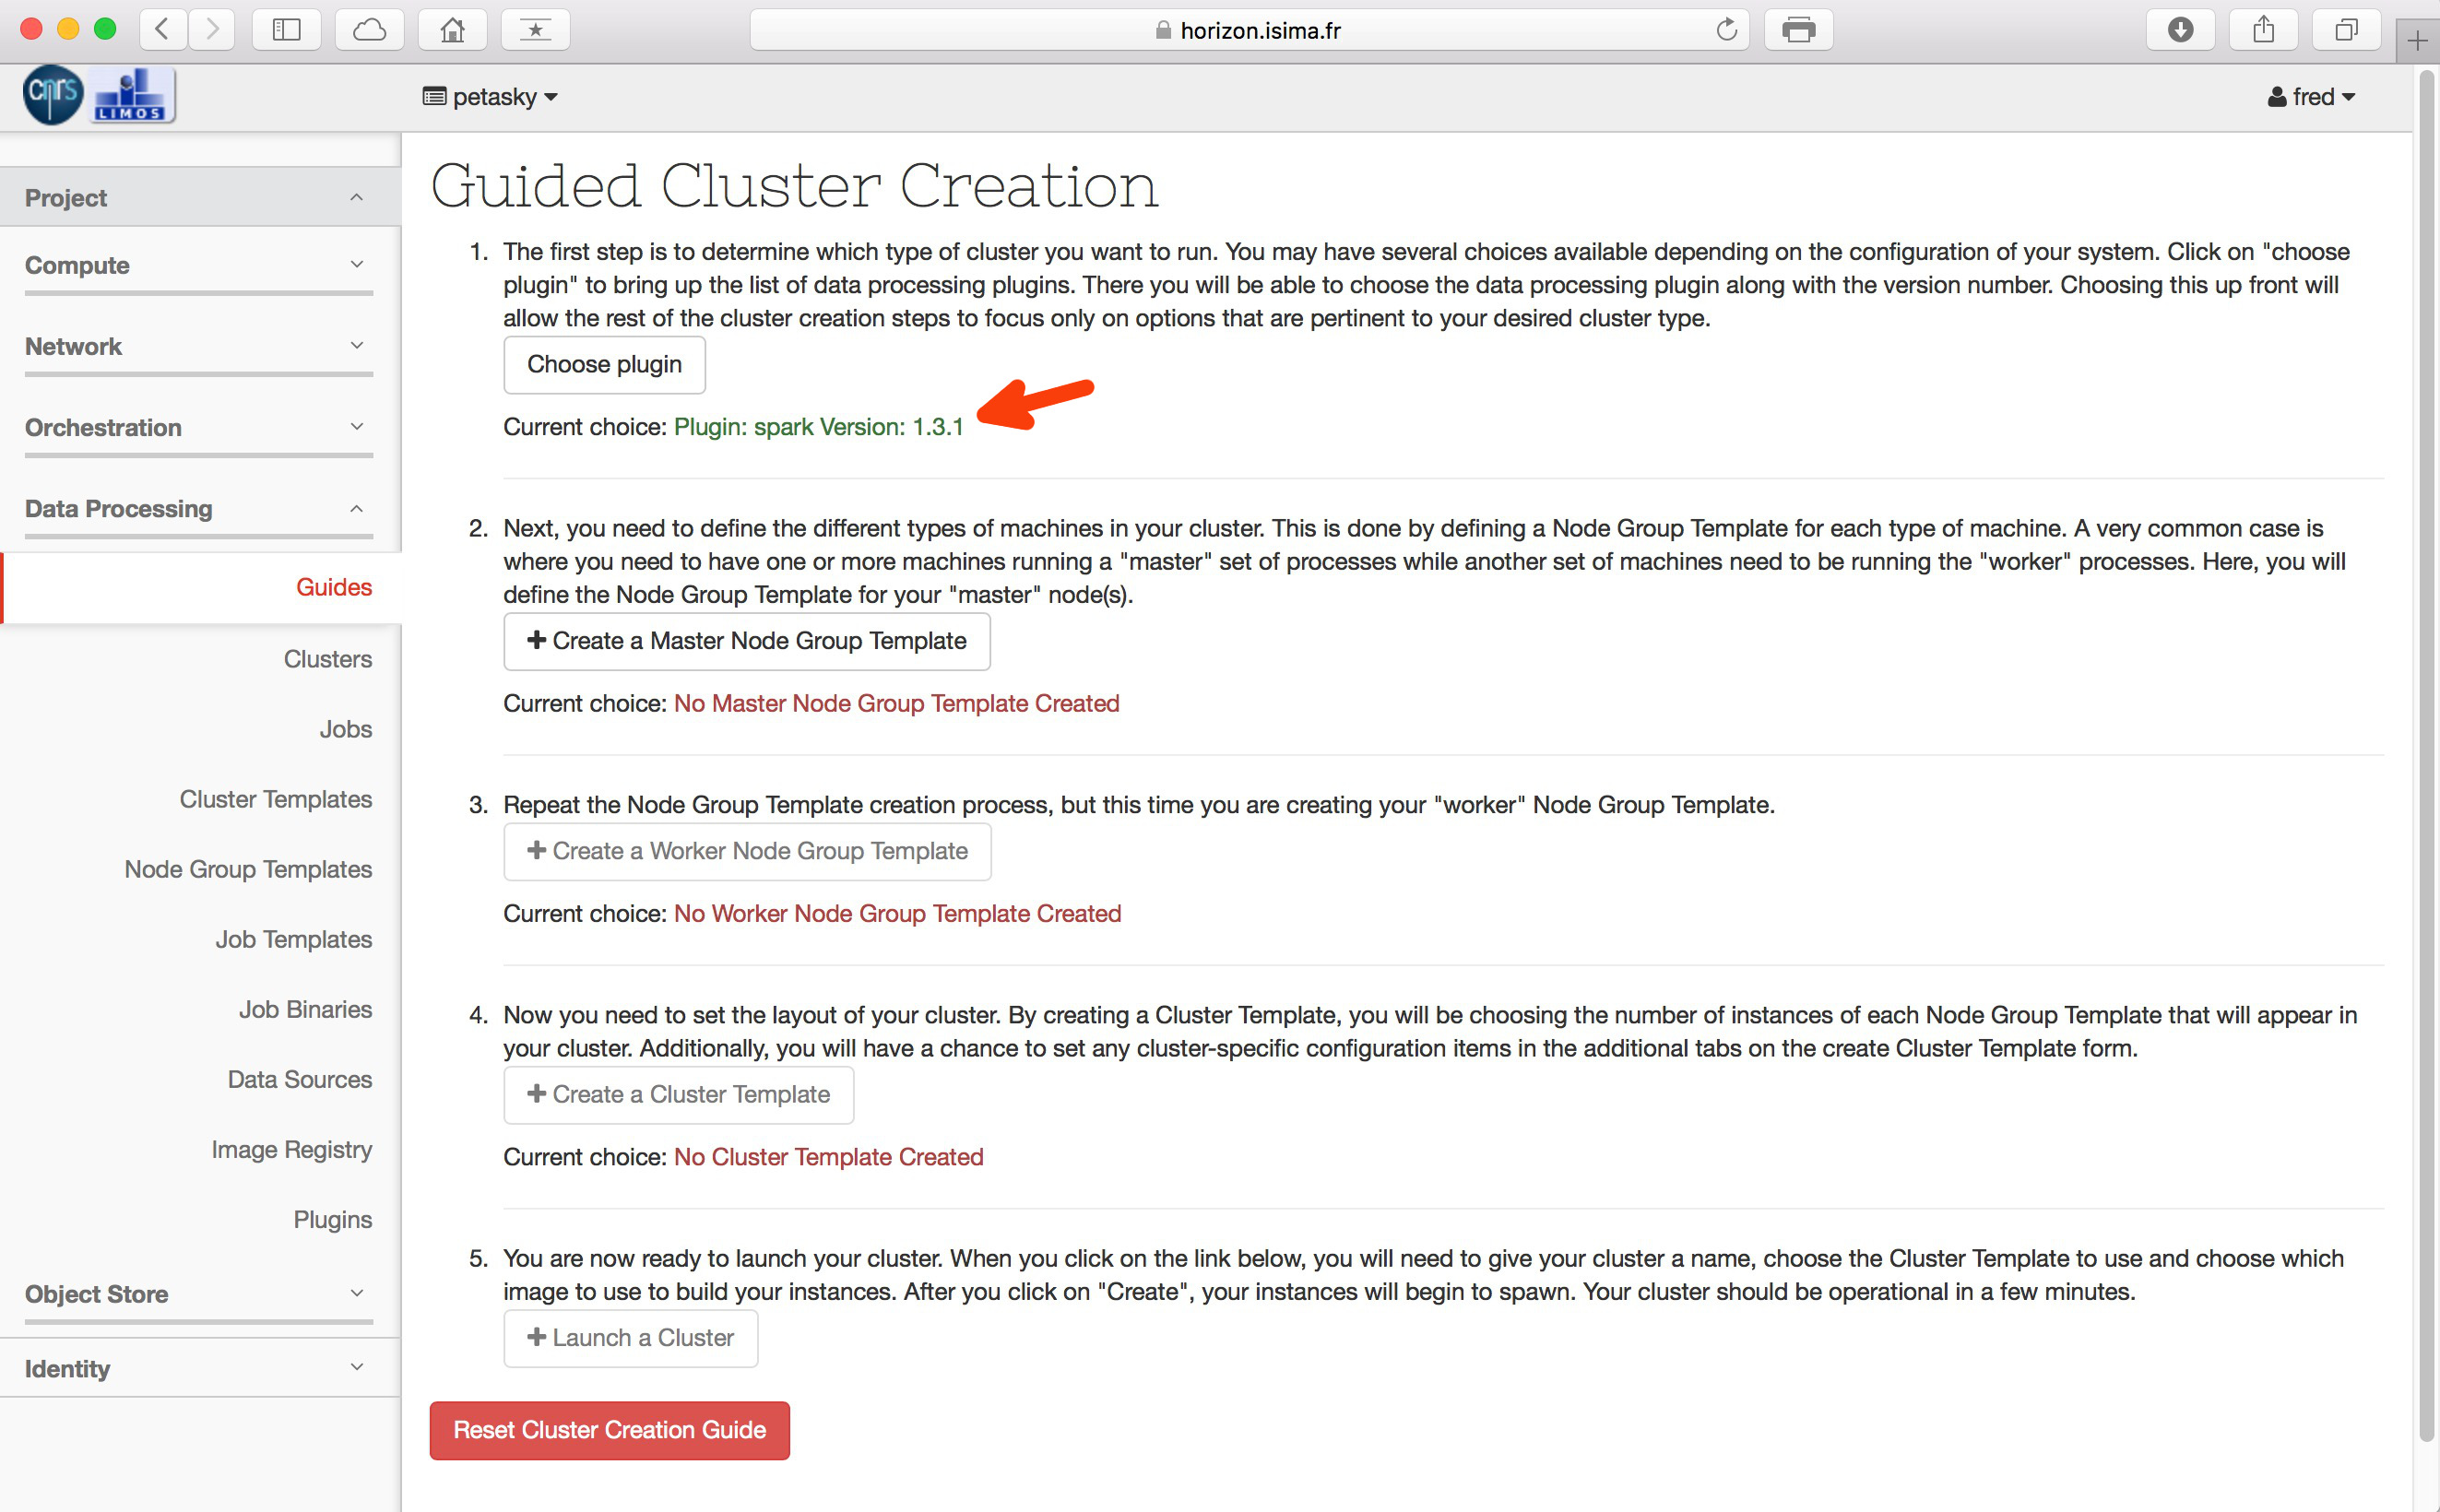 horizon.isima.fr
cnrs
LIMOS
petasky
fred
Project
Compute
Network
Orchestration
Data Processing
Guides
Clusters
Jobs
Cluster Templates
Node Group Templates
Job Templates
Job Binaries
Data Sources
Image Registry
Plugins
Object Store
Identity
Guided Cluster Creation
1. The first step is to determine which type of cluster you want to run. You may have several choices available depending on the configuration of your system. Click on "choose
plugin" to bring up the list of data processing plugins. There you will be able to choose the data processing plugin along with the version number. Choosing this up front will
allow the rest of the cluster creation steps to focus only on options that are pertinent to your desired cluster type.
Choose plugin
Current choice: Plugin: spark Version: 1.3.1
2. Next, you need to define the different types of machines in your cluster. This is done by defining a Node Group Template for each type of machine. A very common case is
where you need to have one or more machines running a "master" set of processes while another set of machines need to be running the "worker" processes. Here, you will
define the Node Group Template for your "master" node(s).
+ Create a Master Node Group Template
Current choice: No Master Node Group Template Created
3. Repeat the Node Group Template creation process, but this time you are creating your "worker" Node Group Template.
+ Create a Worker Node Group Template
Current choice: No Worker Node Group Template Created
4. Now you need to set the layout of your cluster. By creating a Cluster Template, you will be choosing the number of instances of each Node Group Template that will appear in
your cluster. Additionally, you will have a chance to set any cluster-specific configuration items in the additional tabs on the create Cluster Template form.
+ Create a Cluster Template
Current choice: No Cluster Template Created
5. You are now ready to launch your cluster. When you click on the link below, you will need to give your cluster a name, choose the Cluster Template to use and choose which
image to use to build your instances. After you click on "Create", your instances will begin to spawn. Your cluster should be operational in a few minutes.
+ Launch a Cluster
Reset Cluster Creation Guide